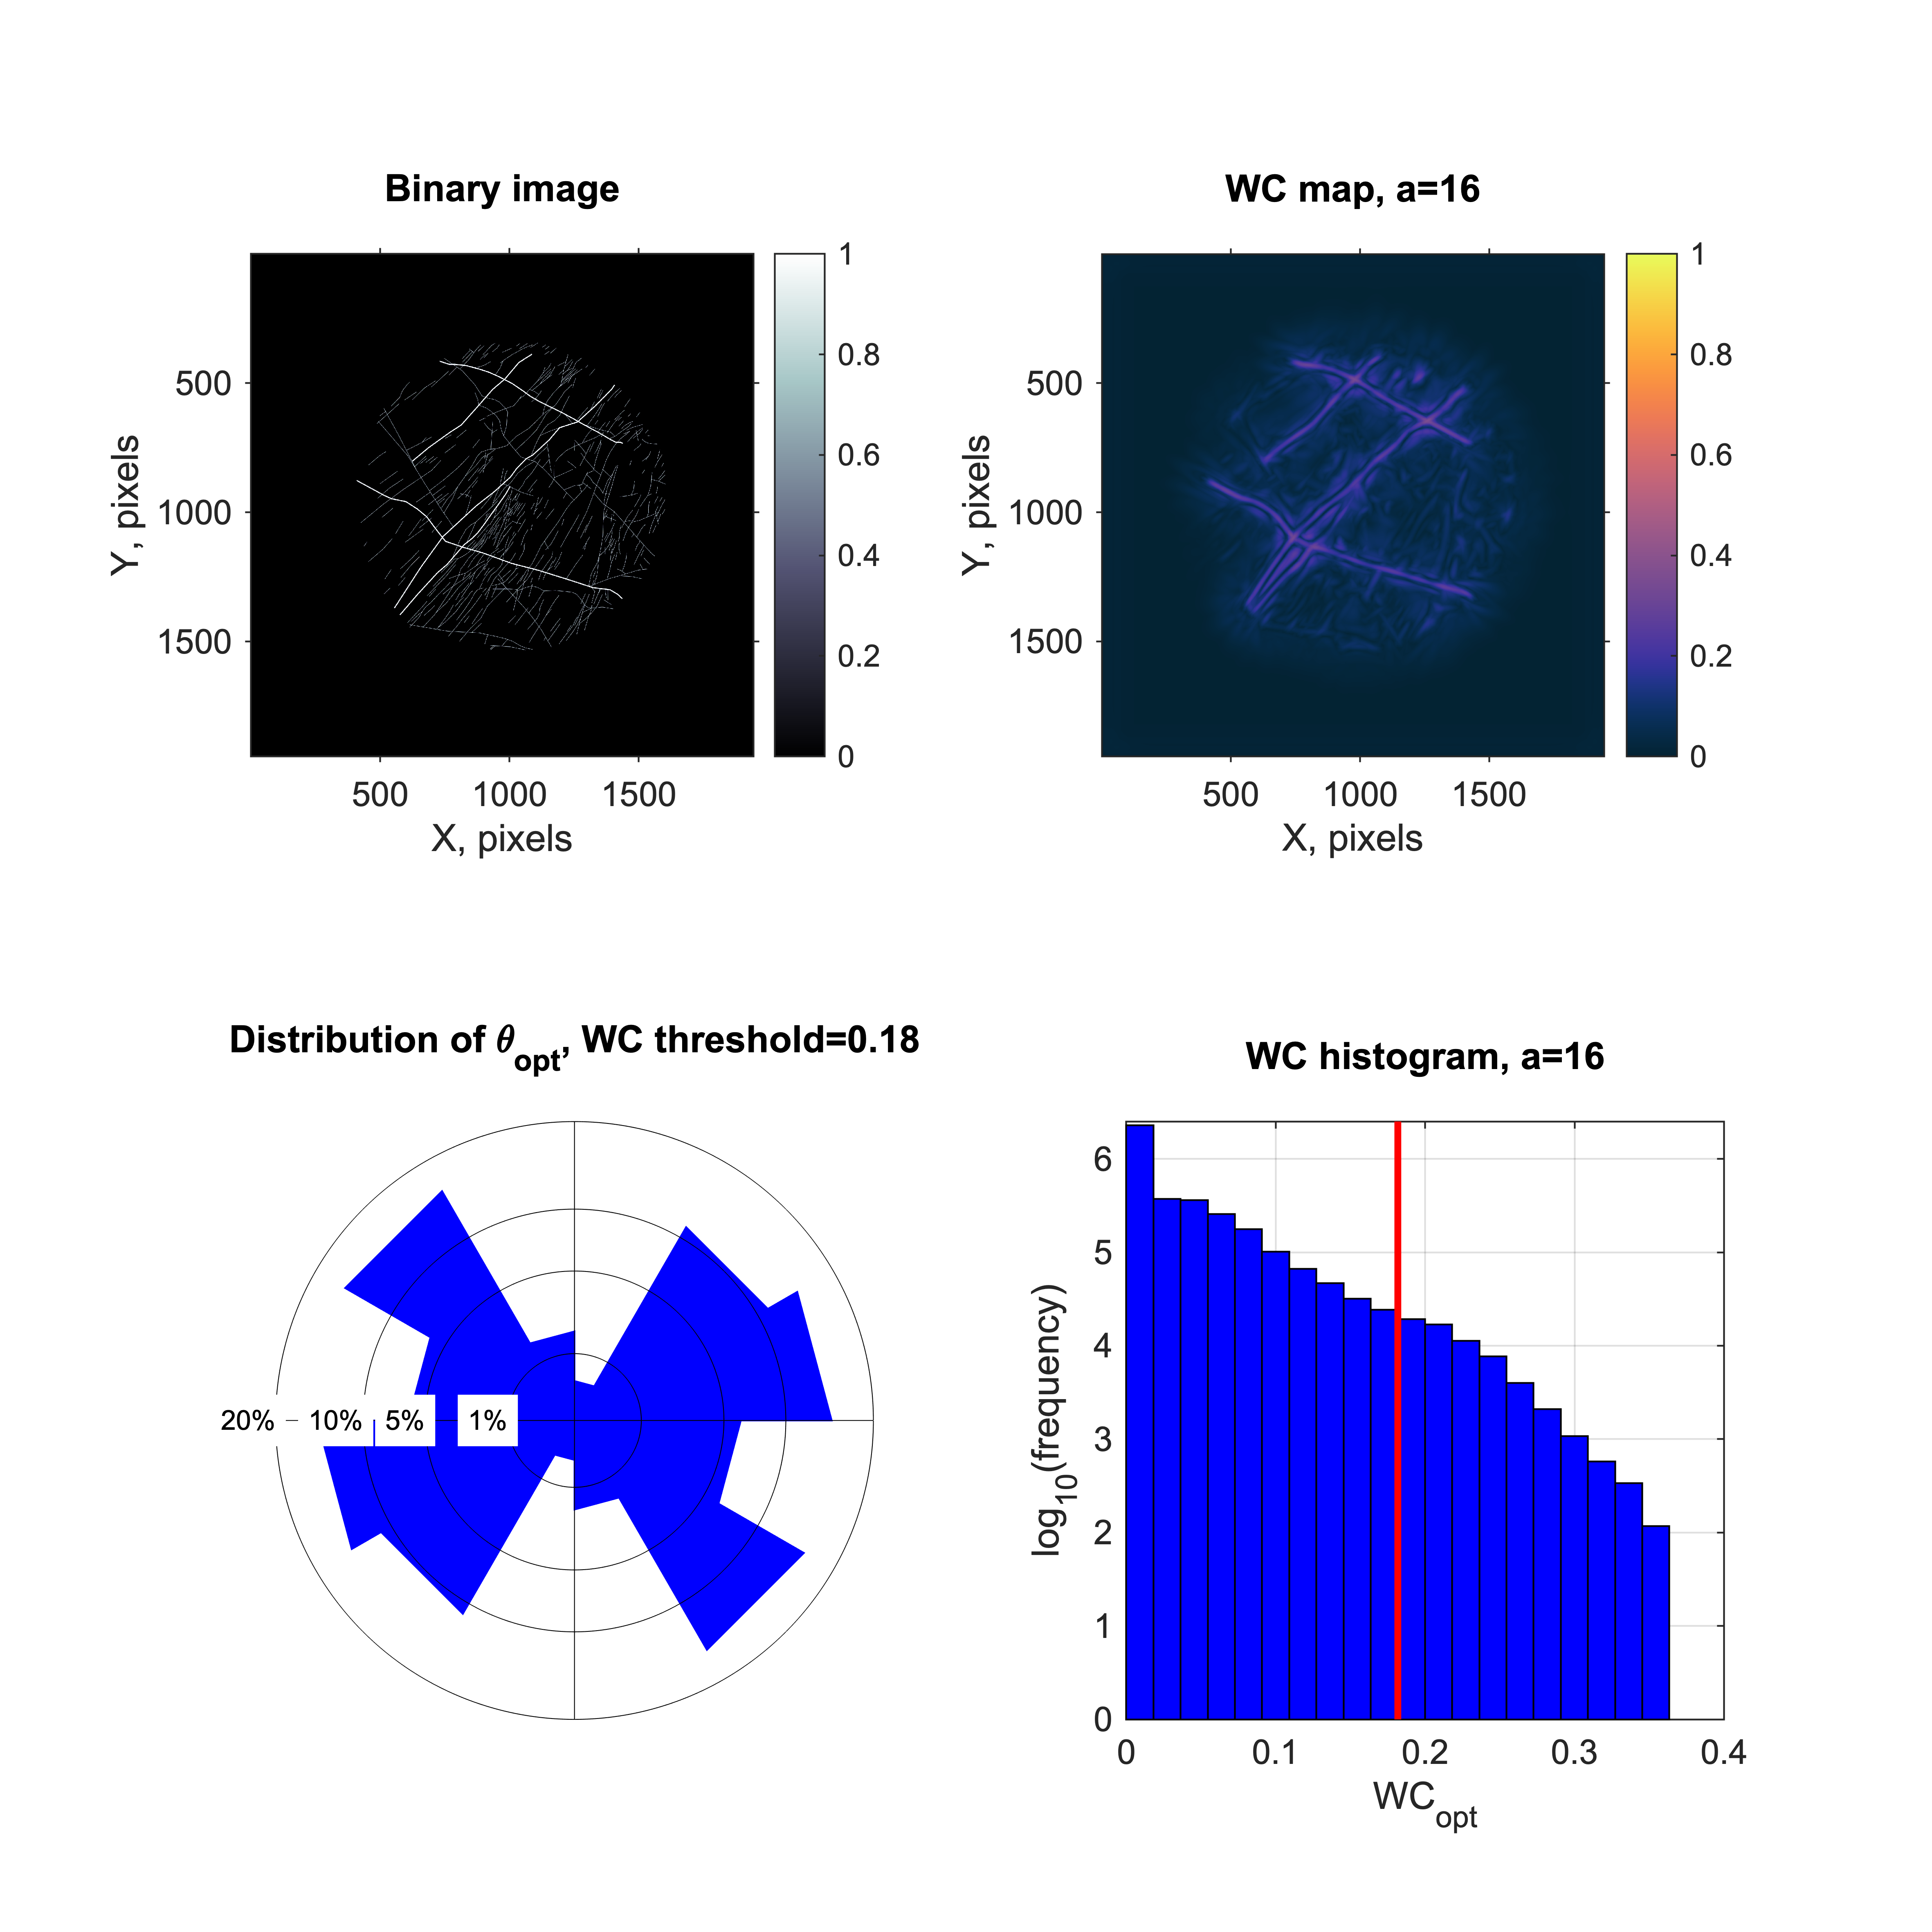 Binary image
1
0.8
0.6
0.4
0.2
0
500
1000
1500
500 1000 1500
X, pixels
Y, pixels
WC map, a=16
1
0.8
0.6
0.4
0.2
0
500
1000
1500
500 1000 1500
X, pixels
Y, pixels
Distribution of θopt, WC threshold=0.18
20% 10% 5% 1%
WC histogram, a=16
6
5
4
3
2
1
0
0 0.1 0.2 0.3 0.4
WCopt
log10(frequency)